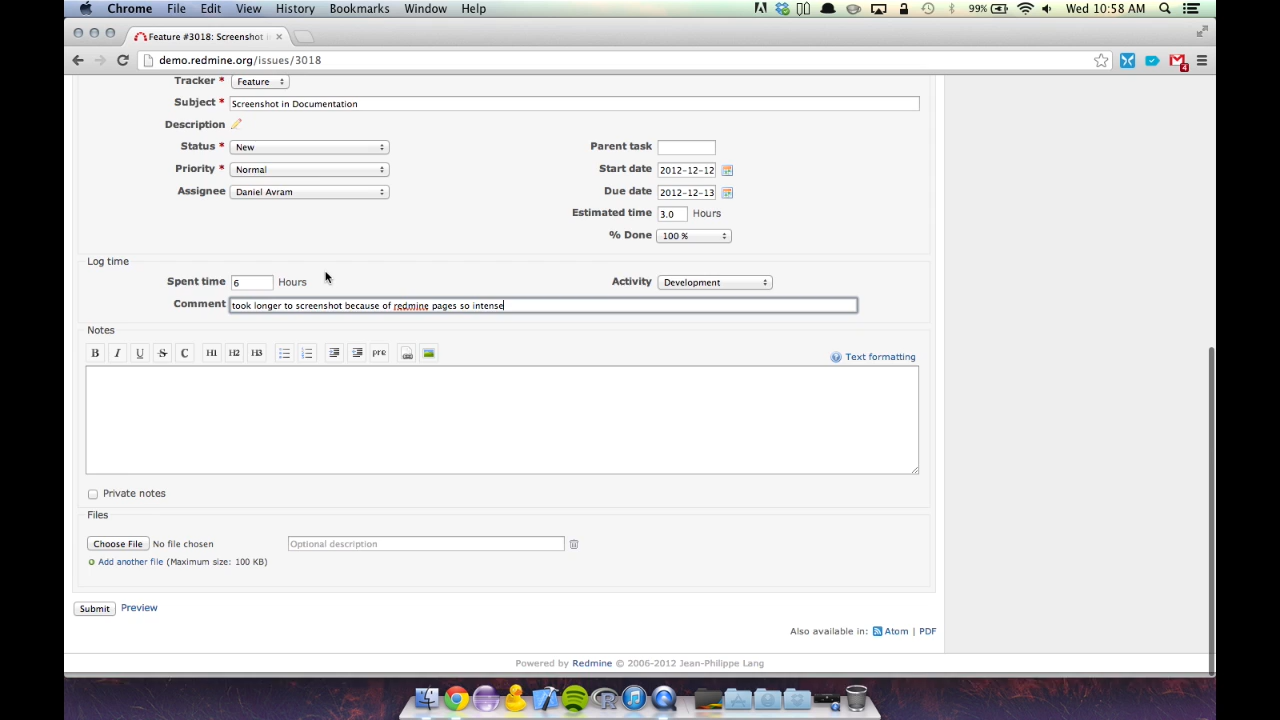 Chrome File Edit View History Bookmarks Window Help 99% Wed 10:58 AM
Feature #3018: Screenshot i
demo.redmine.org/issues/3018 4
Tracker * Feature
Subject * Screenshot in Documentation
Description
Status * New Parent task
Priority * Normal Start date 2012-12-12
Assignee Daniel Avram Due date 2012-12-13
Estimated time 3.0 Hours
% Done 100 %
Log time
Spent time 6 Hours Activity Development
Comment took longer to screenshot because of redmine pages so intense
Notes
B I U S C H1 H2 H3 pre Text formatting
Private notes
Files
Choose File No file chosen Optional description
Add another file (Maximum size: 100 KB)
Submit Preview
Also available in: Atom | PDF
Powered by Redmine © 2006-2012 Jean-Philippe Lang